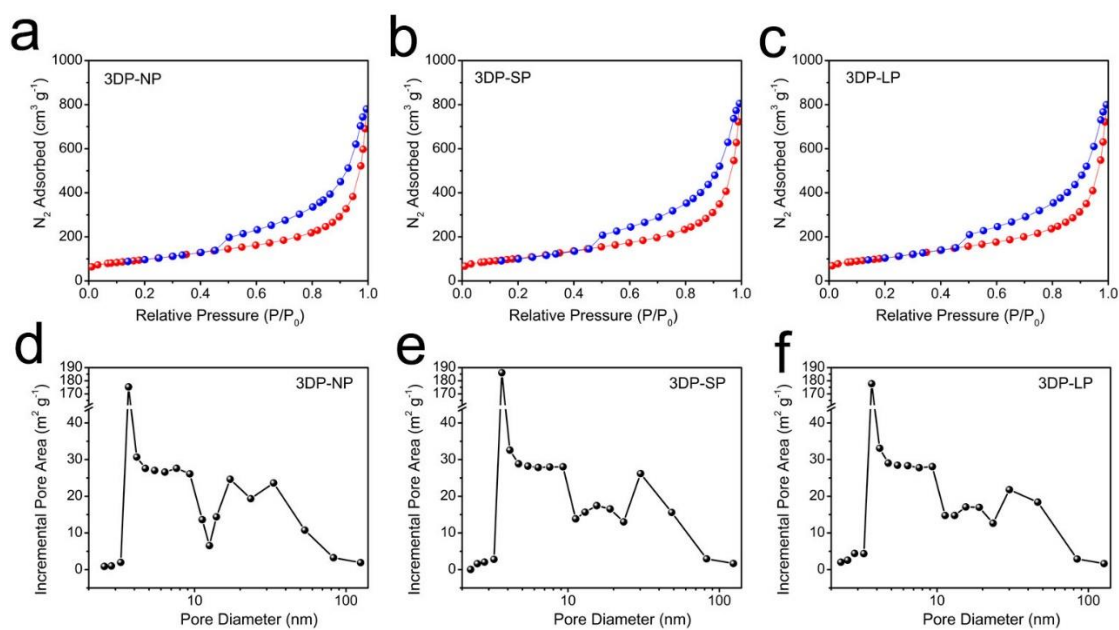 a
3DP-NP
1000
800
600
400
200
0
0.0 0.2 0.4 0.6 0.8 1.0
N₂ Adsorbed (cm³ g⁻¹)
Relative Pressure (P/P₀)
b
3DP-SP
1000
800
600
400
200
0
0.0 0.2 0.4 0.6 0.8 1.0
N₂ Adsorbed (cm³ g⁻¹)
Relative Pressure (P/P₀)
c
3DP-LP
1000
800
600
400
200
0
0.0 0.2 0.4 0.6 0.8 1.0
N₂ Adsorbed (cm³ g⁻¹)
Relative Pressure (P/P₀)
d
3DP-NP
190
180
170
40
30
20
10
0
10 100
Incremental Pore Area (m² g⁻¹)
Pore Diameter (nm)
e
3DP-SP
190
180
170
40
30
20
10
0
10 100
Incremental Pore Area (m² g⁻¹)
Pore Diameter (nm)
f
3DP-LP
190
180
170
40
30
20
10
0
10 100
Incremental Pore Area (m² g⁻¹)
Pore Diameter (nm)